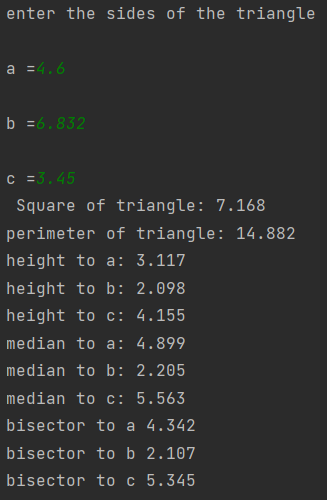 enter the sides of the triangle
a =4.6
b =6.832
c =3.45
Square of triangle: 7.168
perimeter of triangle: 14.882
height to a: 3.117
height to b: 2.098
height to c: 4.155
median to a: 4.899
median to b: 2.205
median to c: 5.563
bisector to a 4.342
bisector to b 2.107
bisector to c 5.345